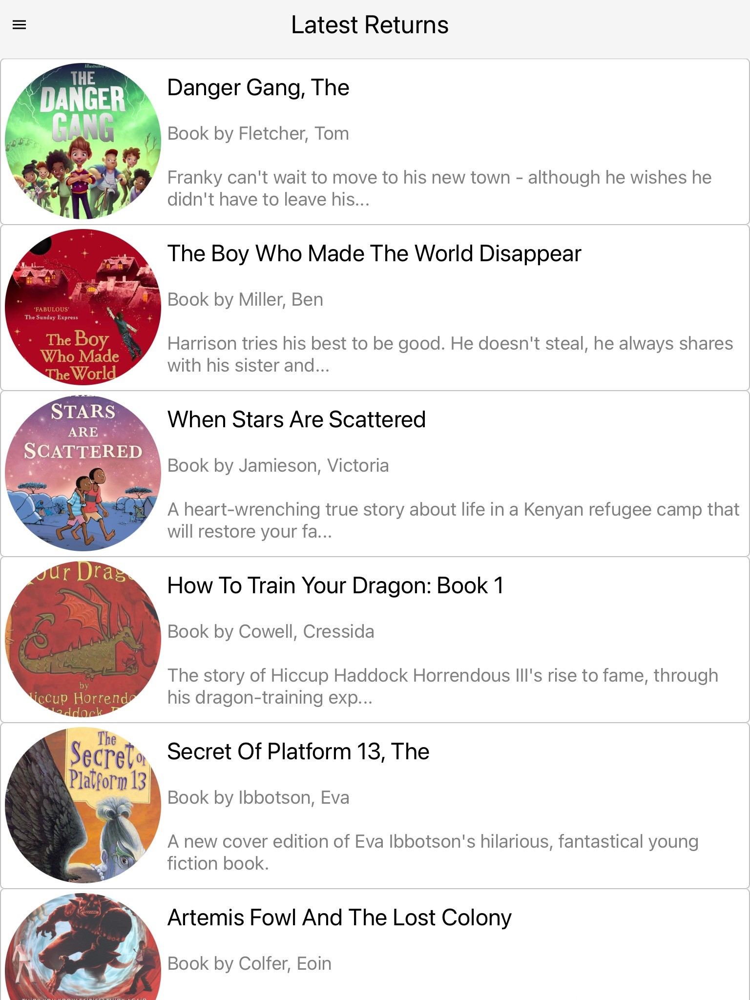 Latest Returns
Illustrated
THE
DANGER
GANG
Danger Gang, The
Book by Fletcher, Tom
Franky can't wait to move to his new town - although he wishes he
didn't have to leave his...
'FABULOUS'
The Sunday Express
The Boy
Who Made
The World
The Boy Who Made The World Disappear
Book by Miller, Ben
Harrison tries his best to be good. He doesn't steal, he always shares
with his sister and...
STARS
ARE
SCATTERED
When Stars Are Scattered
Book by Jamieson, Victoria
A heart-wrenching true story about life in a Kenyan refugee camp that
will restore your fa...
our Drag
by
iccup Horrend
addock
How To Train Your Dragon: Book 1
Book by Cowell, Cressida
The story of Hiccup Haddock Horrendous III's rise to fame, through
his dragon-training exp...
The
Secret of
Platform 13
Secret Of Platform 13, The
Book by Ibbotson, Eva
A new cover edition of Eva Ibbotson's hilarious, fantastical young
fiction book.
Artemis Fowl And The Lost Colony
Book by Colfer, Eoin